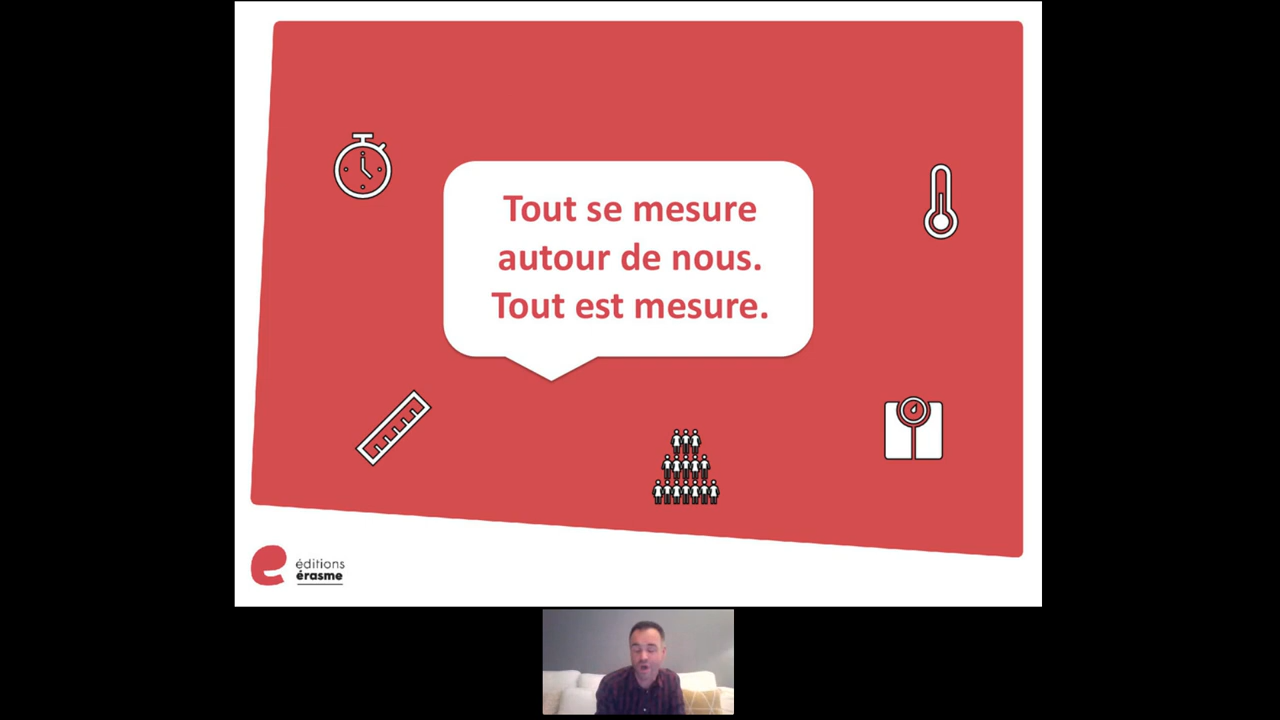 Tout se mesure
autour de nous.
Tout est mesure.
éditions
érasme